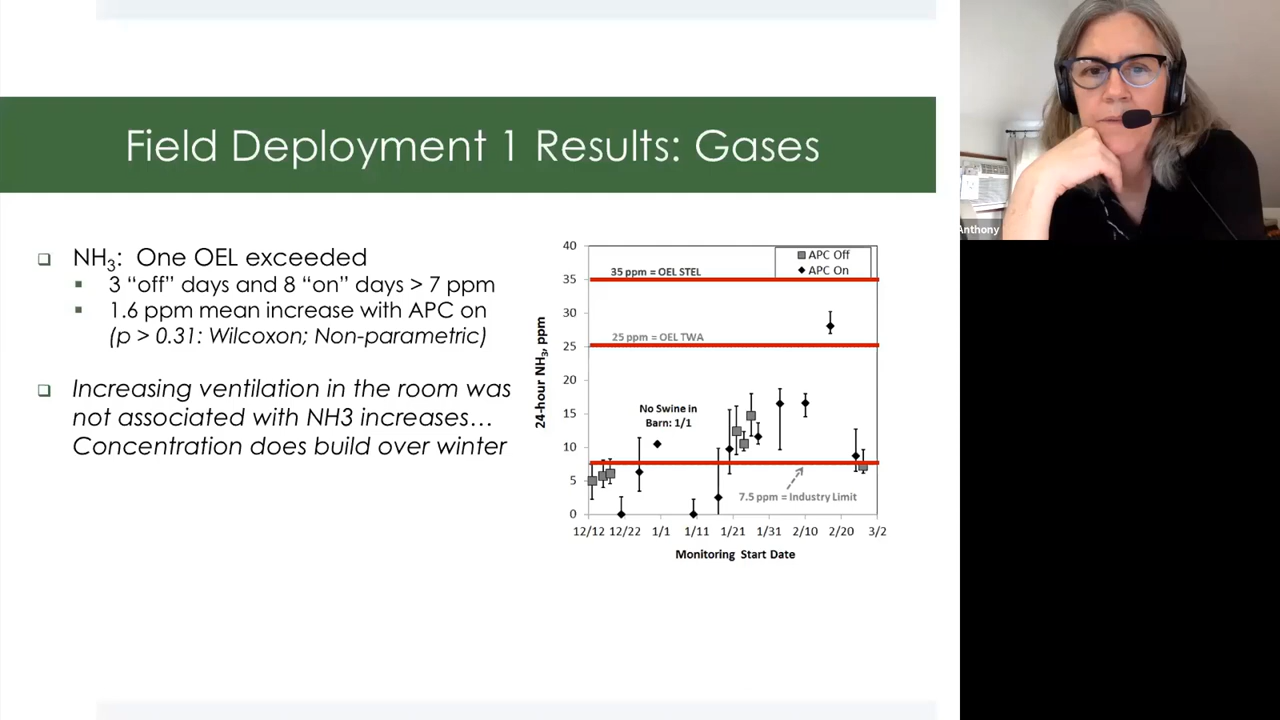 Field Deployment 1 Results: Gases
NH3: One OEL exceeded
3 “off” days and 8 “on” days > 7 ppm
1.6 ppm mean increase with APC on
(p > 0.31: Wilcoxon; Non-parametric)
Increasing ventilation in the room was
not associated with NH3 increases…
Concentration does build over winter
APC Off
APC On
35 ppm = OEL STEL
25 ppm = OEL TWA
No Swine in
Barn: 1/1
7.5 ppm = Industry Limit
24-hour NH3, ppm
40
35
30
25
20
15
10
5
0
12/12 12/22 1/1 1/11 1/21 1/31 2/10 2/20 3/2
Monitoring Start Date
Anthony